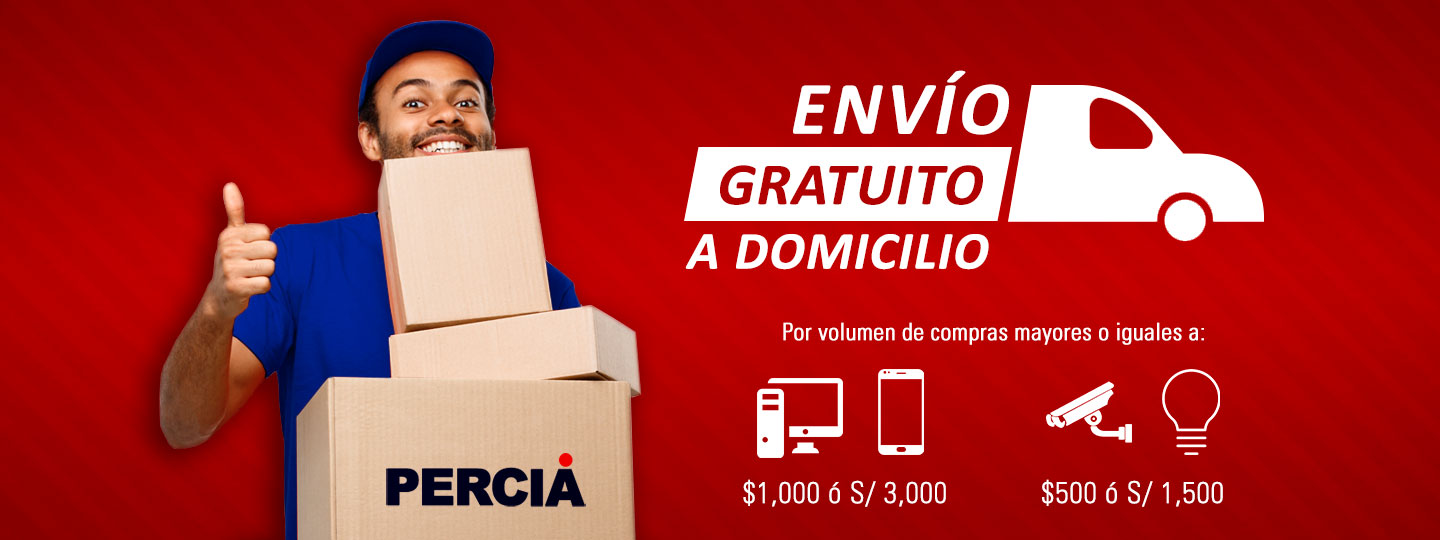 ENVÍO
GRATUITO
A DOMICILIO
Por volumen de compras mayores o iguales a:
$1,000 ó S/ 3,000
$500 ó S/ 1,500
PERCIA